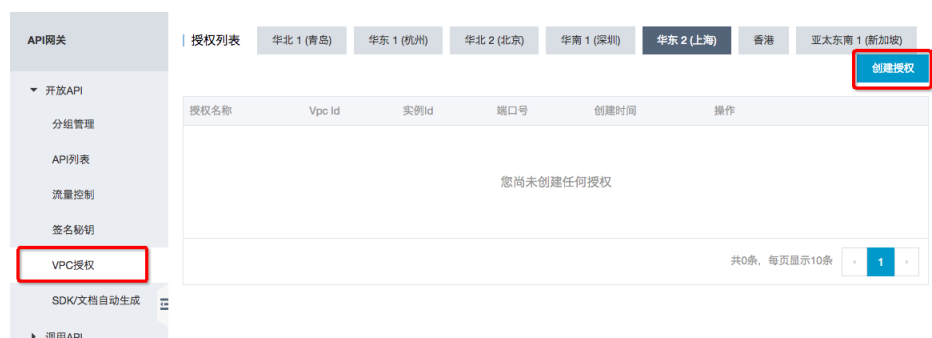 API网关
授权列表 华北 1 (青岛) 华东 1 (杭州) 华北 2 (北京) 华南 1 (深圳) 华东 2 (上海) 香港 亚太东南 1 (新加坡)
创建授权
开放API
分组管理
API列表
流量控制
签名秘钥
VPC授权
SDK/文档自动生成
调用API
授权名称 Vpc Id 实例Id 端口号 创建时间 操作
您尚未创建任何授权
共0条, 每页显示10条 ‹ 1 ›